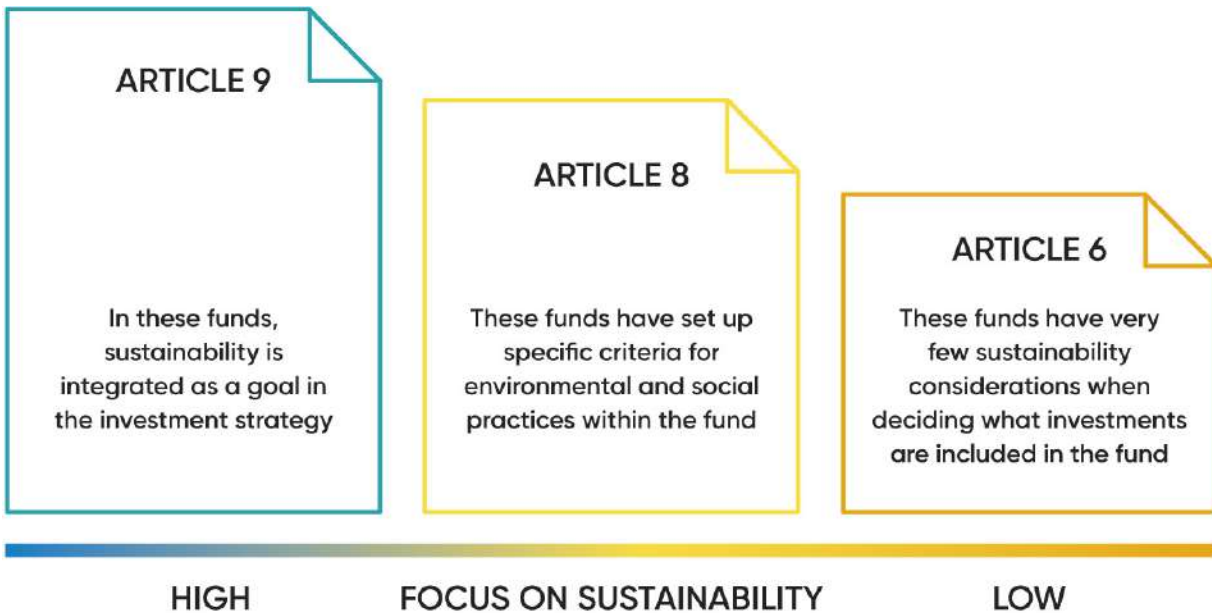 ARTICLE 9
In these funds,
sustainability is
integrated as a goal in
the investment strategy
ARTICLE 8
These funds have set up
specific criteria for
environmental and social
practices within the fund
ARTICLE 6
These funds have very
few sustainability
considerations when
deciding what investments
are included in the fund
HIGH
FOCUS ON SUSTAINABILITY
LOW